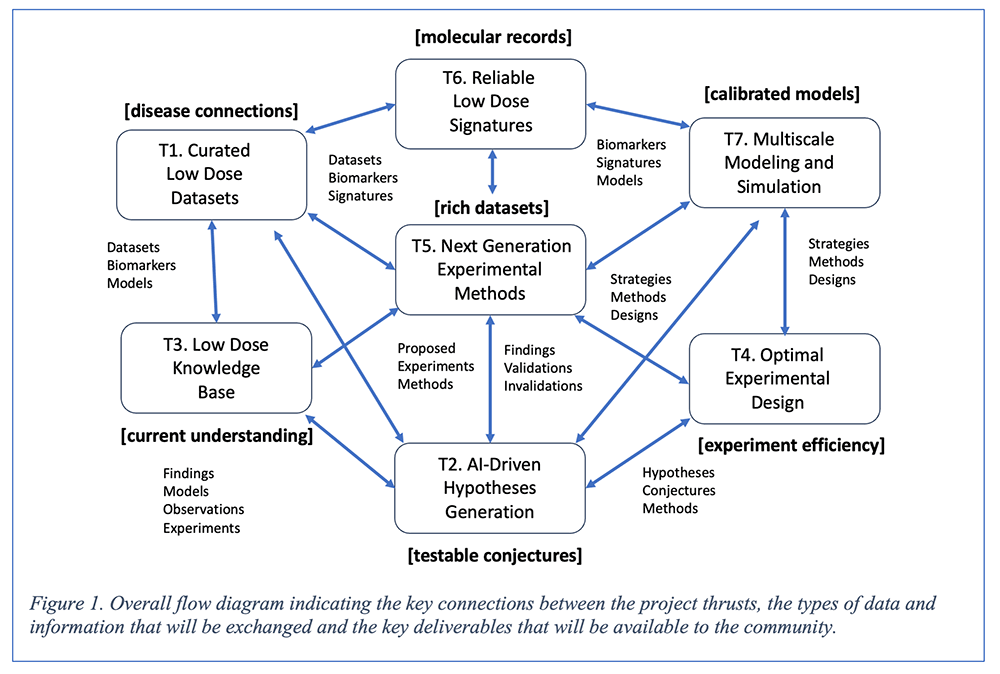 [molecular records]
T6. Reliable
Low Dose
Signatures
[disease connections]
[calibrated models]
T1. Curated
Low Dose
Datasets
Datasets
Biomarkers
Signatures
Biomarkers
Signatures
Models
T7. Multiscale
Modeling and
Simulation
[rich datasets]
T5. Next Generation
Experimental
Methods
Datasets
Biomarkers
Models
Strategies
Methods
Designs
Strategies
Methods
Designs
T3. Low Dose
Knowledge
Base
Proposed
Experiments
Methods
Findings
Validations
Invalidations
T4. Optimal
Experimental
Design
[current understanding]
[experiment efficiency]
Findings
Models
Observations
Experiments
T2. AI-Driven
Hypotheses
Generation
Hypotheses
Conjectures
Methods
[testable conjectures]
Figure 1. Overall flow diagram indicating the key connections between the project thrusts, the types of data and
information that will be exchanged and the key deliverables that will be available to the community.